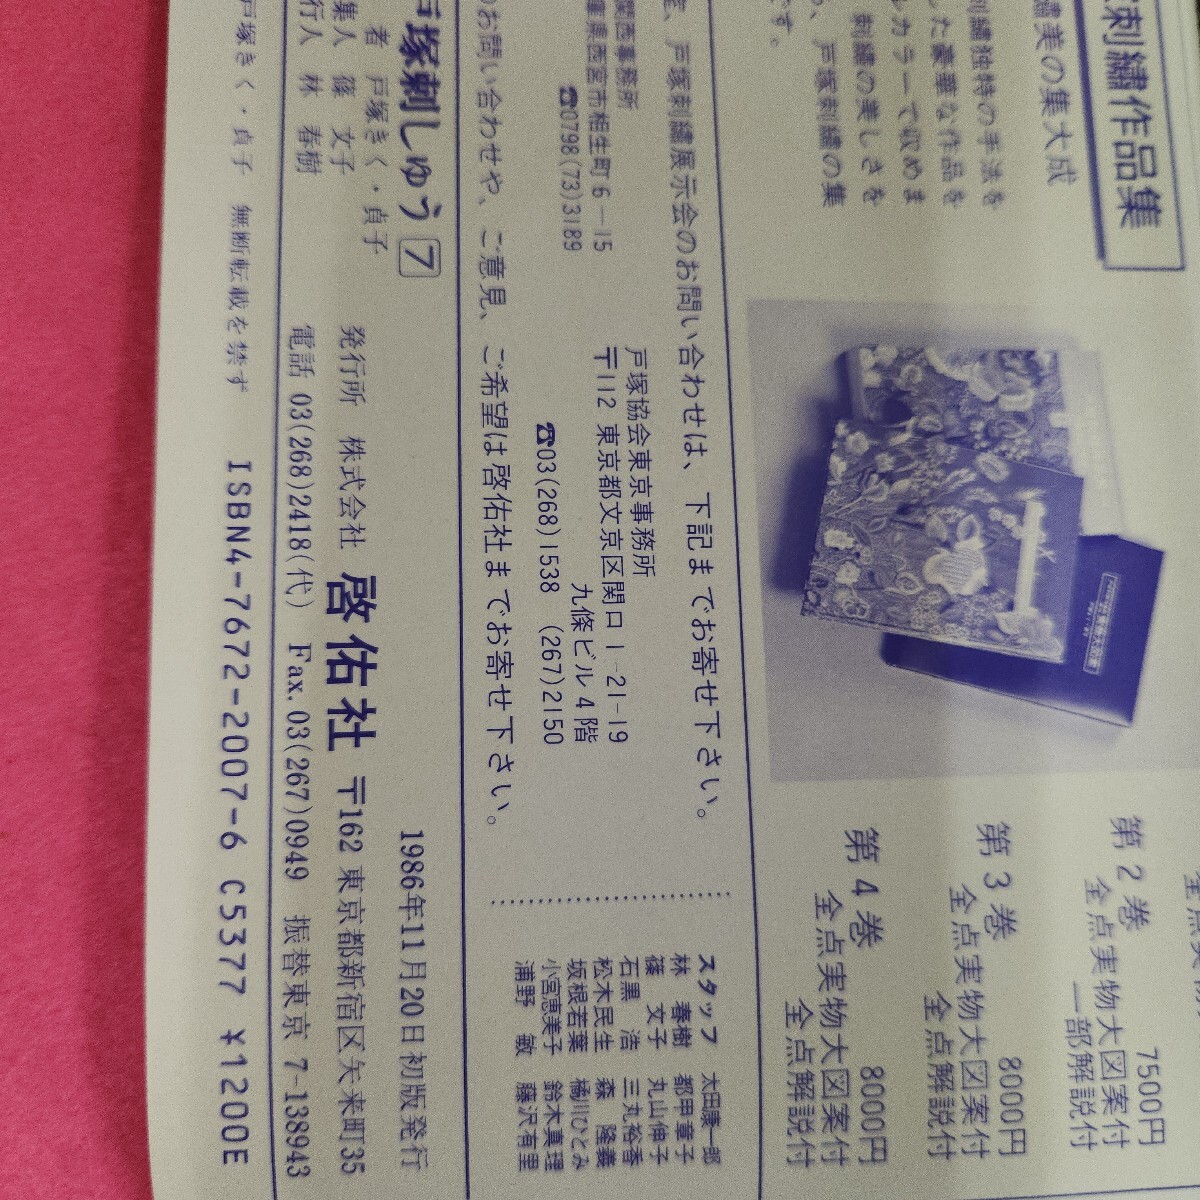 刺繍作品集
繍美の集大成
刺繍独特の手法を
した豪華な作品を
ルカラーで収めま
刺繍の美しさを
、戸塚刺繍の集
です。
第2巻 7500円
全点実物大図案付
一部解説付
第3巻 8000円
全点実物大図案付
全点解説付
第4巻 8000円
全点実物大図案付
全点解説付
、戸塚刺繍展示会のお問い合わせは、下記までお寄せ下さい。
関西事務所
庫県西宮市相生町6-15
☎0798(73)3189
戸塚協会東京事務所
〒112 東京都文京区関口1-21-19
九條ビル4階
☎03(268)1538 (267)2150
のお問い合わせや、ご意見、ご希望は啓佑社までお寄せ下さい。
スタッフ 太田康一郎
林 春樹 都甲童子
篠 文子 丸山伸子
石黒 浩 三丸裕香
松木民生 森 隆義
坂根若葉 橘川ひとみ
小宮恵美子 鈴木真理
浦野 敏 藤沢有里
戸塚刺しゅう 7
1986年11月20日初版発行
者 戸塚きく・貞子
集人 篠 文子
行人 林 春樹
発行所 株式会社 啓佑社 〒162 東京都新宿区矢来町35
電話 03(268)2418(代) Fax. 03(267)0949 振替東京 7-138943
戸塚きく・貞子 無断転載を禁ず ISBN4-7672-2007-6 C5377 ¥1200E